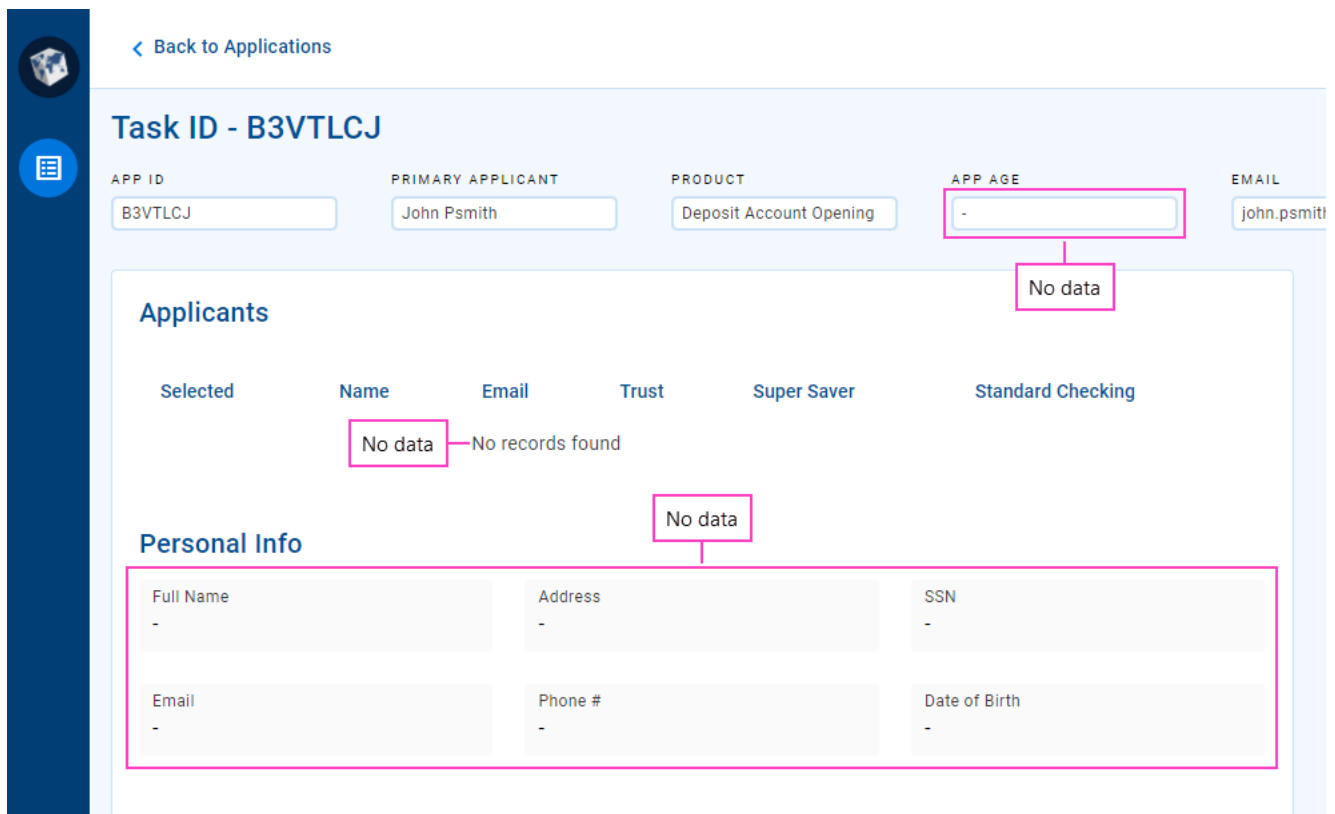 Back to Applications
Task ID - B3VTLCJ
APP ID PRIMARY APPLICANT PRODUCT APP AGE EMAIL
B3VTLCJ John Psmith Deposit Account Opening - john.psmith
No data
Applicants
Selected Name Email Trust Super Saver Standard Checking
No data No records found
No data
Personal Info
Full Name Address SSN
- - -
Email Phone # Date of Birth
- - -